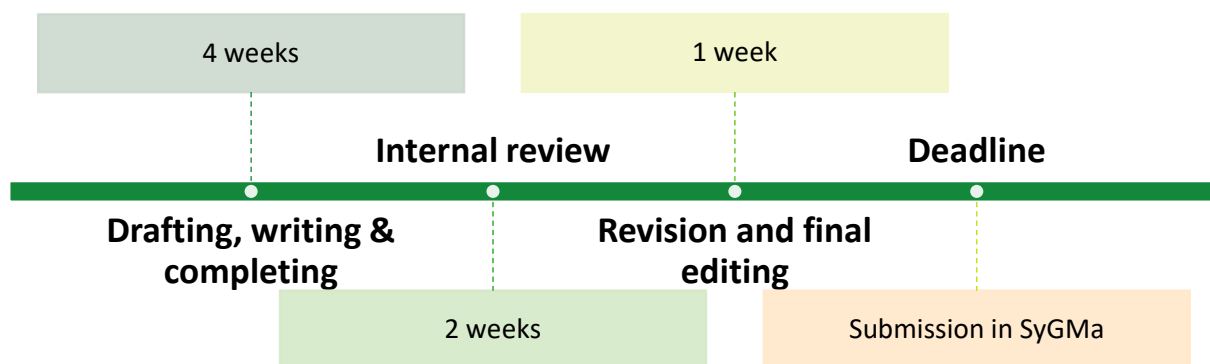 4 weeks
1 week
Internal review
Deadline
Drafting, writing &
completing
Revision and final
editing
2 weeks
Submission in SyGMa